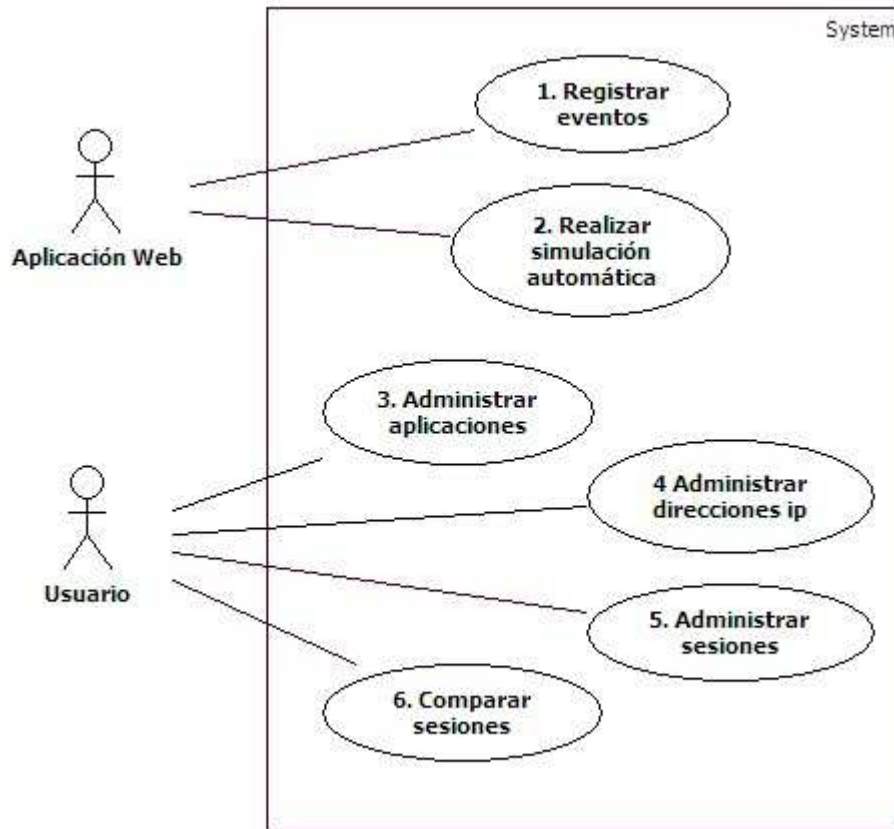 System
1. Registrar
eventos
2. Realizar
simulación
automática
Aplicación Web
3. Administrar
aplicaciones
4 Administrar
direcciones ip
Usuario
5. Administrar
sesiones
6. Comparar
sesiones